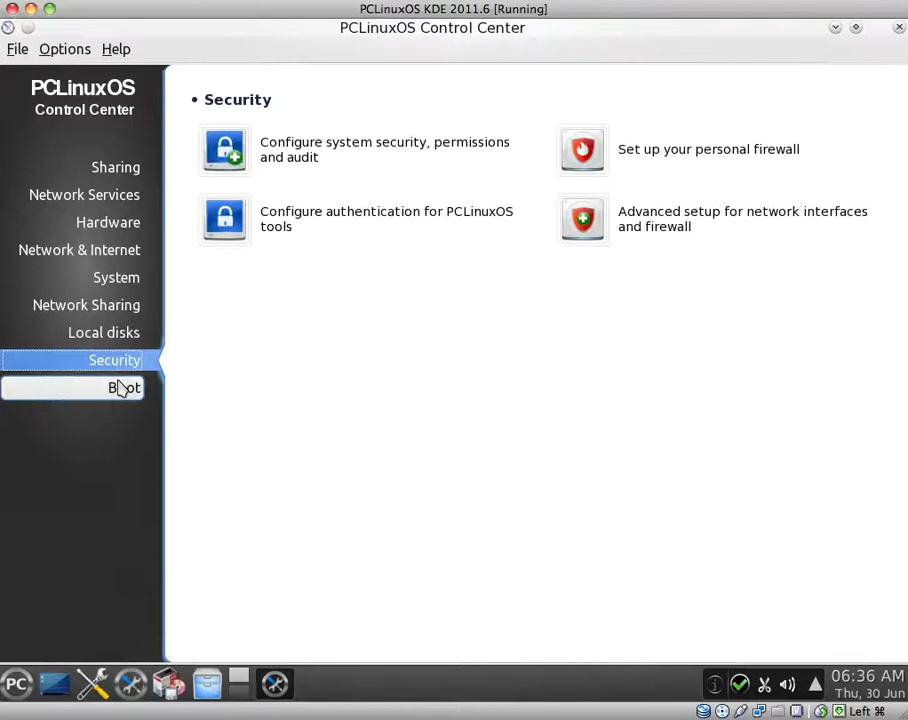 PCLinuxOS KDE 2011.6 [Running]
PCLinuxOS Control Center
File Options Help
PCLinuxOS
Control Center
Sharing
Network Services
Hardware
Network & Internet
System
Network Sharing
Local disks
Security
Boot
• Security
Configure system security, permissions
and audit
Set up your personal firewall
Configure authentication for PCLinuxOS
tools
Advanced setup for network interfaces
and firewall
PC
06:36 AM
Thu, 30 Jun
Left ⌘